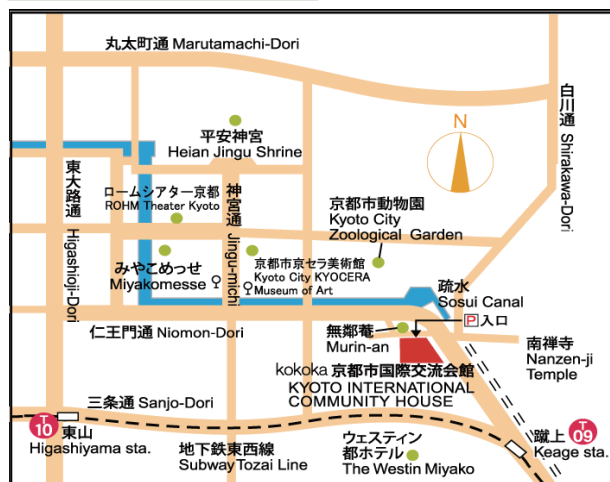 丸太町通 Marutamachi-Dori
白川通 Shirakawa-Dori
N
平安神宮
Heian Jingu Shrine
東大路通 Higashioji-Dori
ロームシアター京都
ROHM Theater Kyoto
神宮通 Jingu-michi
京都市動物園
Kyoto City
Zoological Garden
みやこめっせ
Miyakomesse
京都市京セラ美術館
Kyoto City KYOCERA
Museum of Art
疏水
Sosui Canal
P 入口
仁王門通 Niomon-Dori
無鄰菴
Murin-an
南禅寺
Nanzen-ji
Temple
kokoka 京都市国際交流会館
KYOTO INTERNATIONAL
COMMUNITY HOUSE
三条通 Sanjo-Dori
T
10
東山
Higashiyama sta.
地下鉄東西線
Subway Tozai Line
ウェスティン
都ホテル
The Westin Miyako
蹴上
Keage sta.
T
09